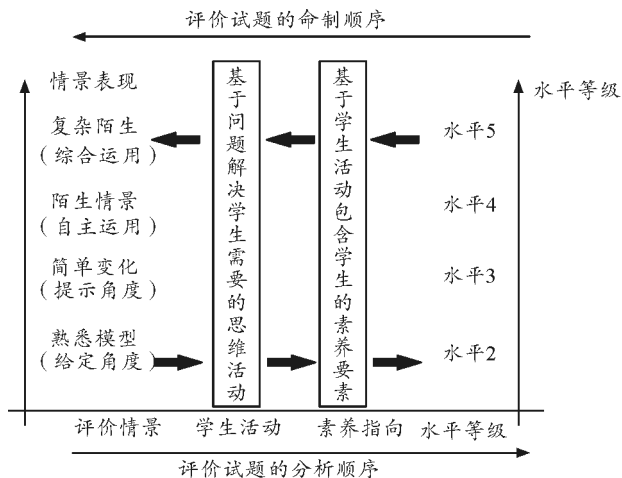 评价试题的命制顺序
情景表现
复杂陌生
(综合运用)
陌生情景
(自主运用)
简单变化
(提示角度)
熟悉模型
(给定角度)
基于问题解决学生需要的思维活动
基于学生活动包含学生的素养要素
水平等级
水平5
水平4
水平3
水平2
评价情景
学生活动
素养指向
水平等级
评价试题的分析顺序